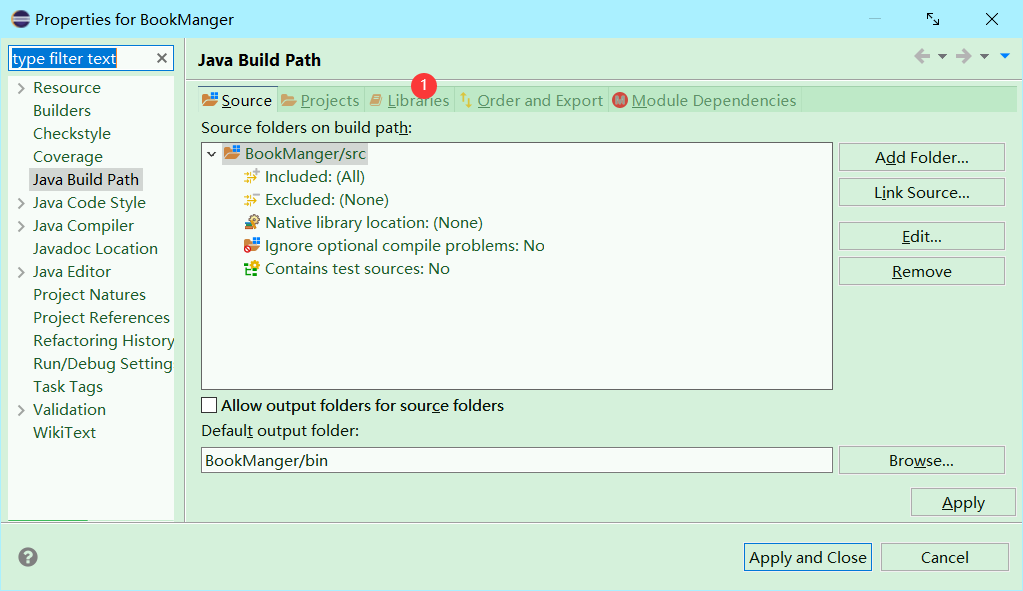 Properties for BookManger
type filter text
Java Build Path
Resource
Builders
Checkstyle
Coverage
Java Build Path
Java Code Style
Java Compiler
Javadoc Location
Java Editor
Project Natures
Project References
Refactoring History
Run/Debug Setting
Task Tags
Validation
WikiText
1
Source Projects Libraries Order and Export Module Dependencies
Source folders on build path:
BookManger/src
Included: (All)
Excluded: (None)
Native library location: (None)
Ignore optional compile problems: No
Contains test sources: No
Add Folder...
Link Source...
Edit...
Remove
Allow output folders for source folders
Default output folder:
BookManger/bin
Browse...
Apply
Apply and Close
Cancel